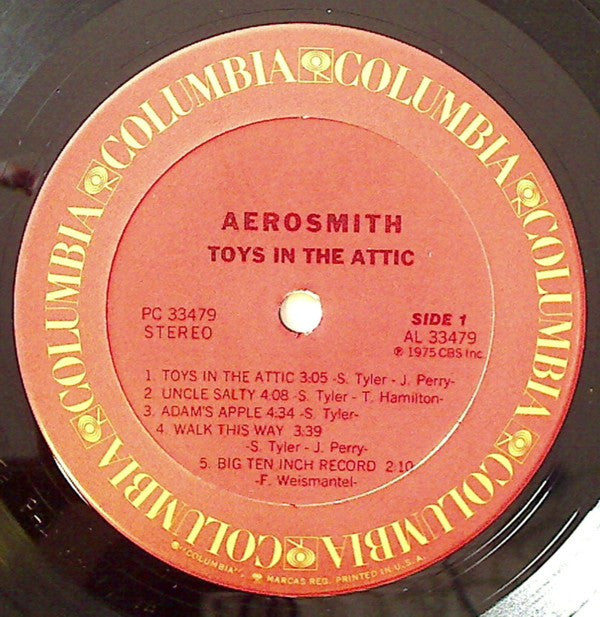 COLUMBIA COLUMBIA COLUMBIA COLUMBIA COLUMBIA COLUMBIA COLUMBIA COLUMBIA
AEROSMITH
TOYS IN THE ATTIC
PC 33479
STEREO
SIDE 1
AL 33479
℗ 1975 CBS Inc.
1. TOYS IN THE ATTIC 3:05 -S. Tyler - J. Perry-
2. UNCLE SALTY 4:08 -S. Tyler - T. Hamilton-
3. ADAM'S APPLE 4:34 -S. Tyler-
4. WALK THIS WAY 3:39
-S. Tyler - J. Perry-
5. BIG TEN INCH RECORD 2:10
-F. Weismantel-
"COLUMBIA", MARCAS REG. PRINTED IN U.S.A.